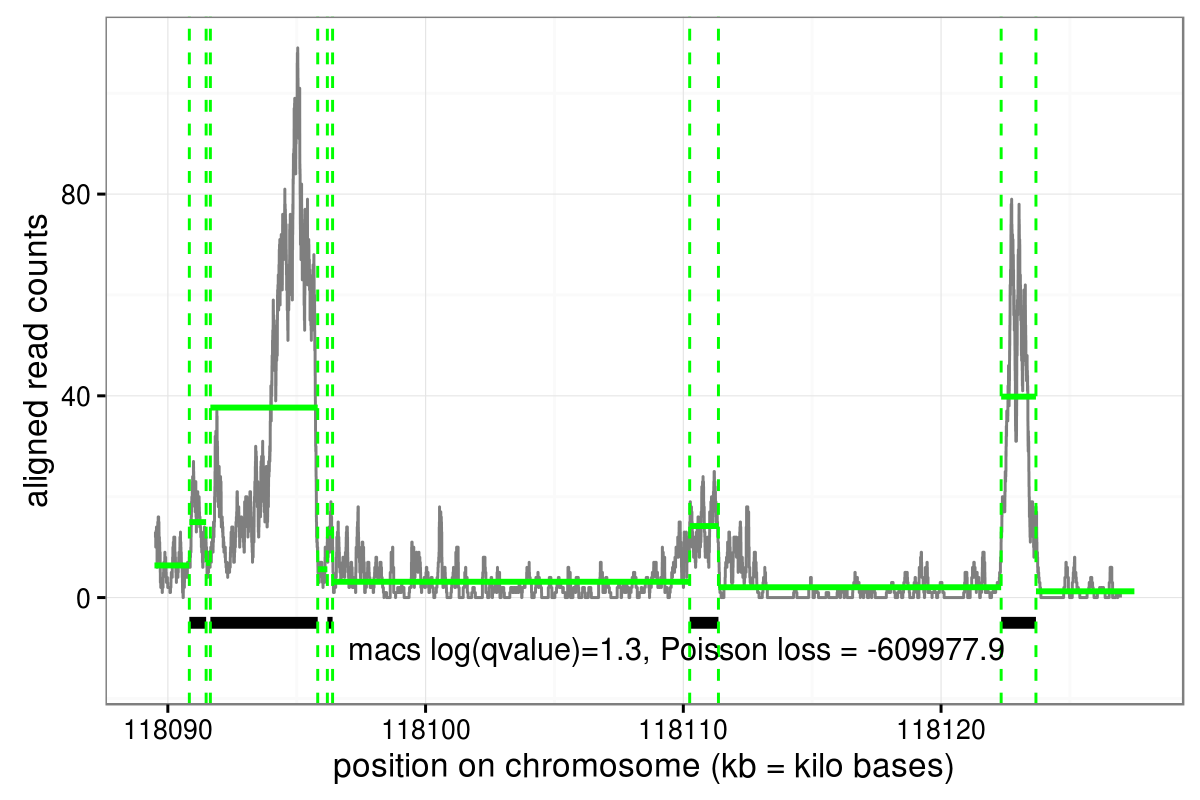 aligned read counts
80
40
0
macs log(qvalue)=1.3, Poisson loss = -609977.9
118090 118100 118110 118120
position on chromosome (kb = kilo bases)